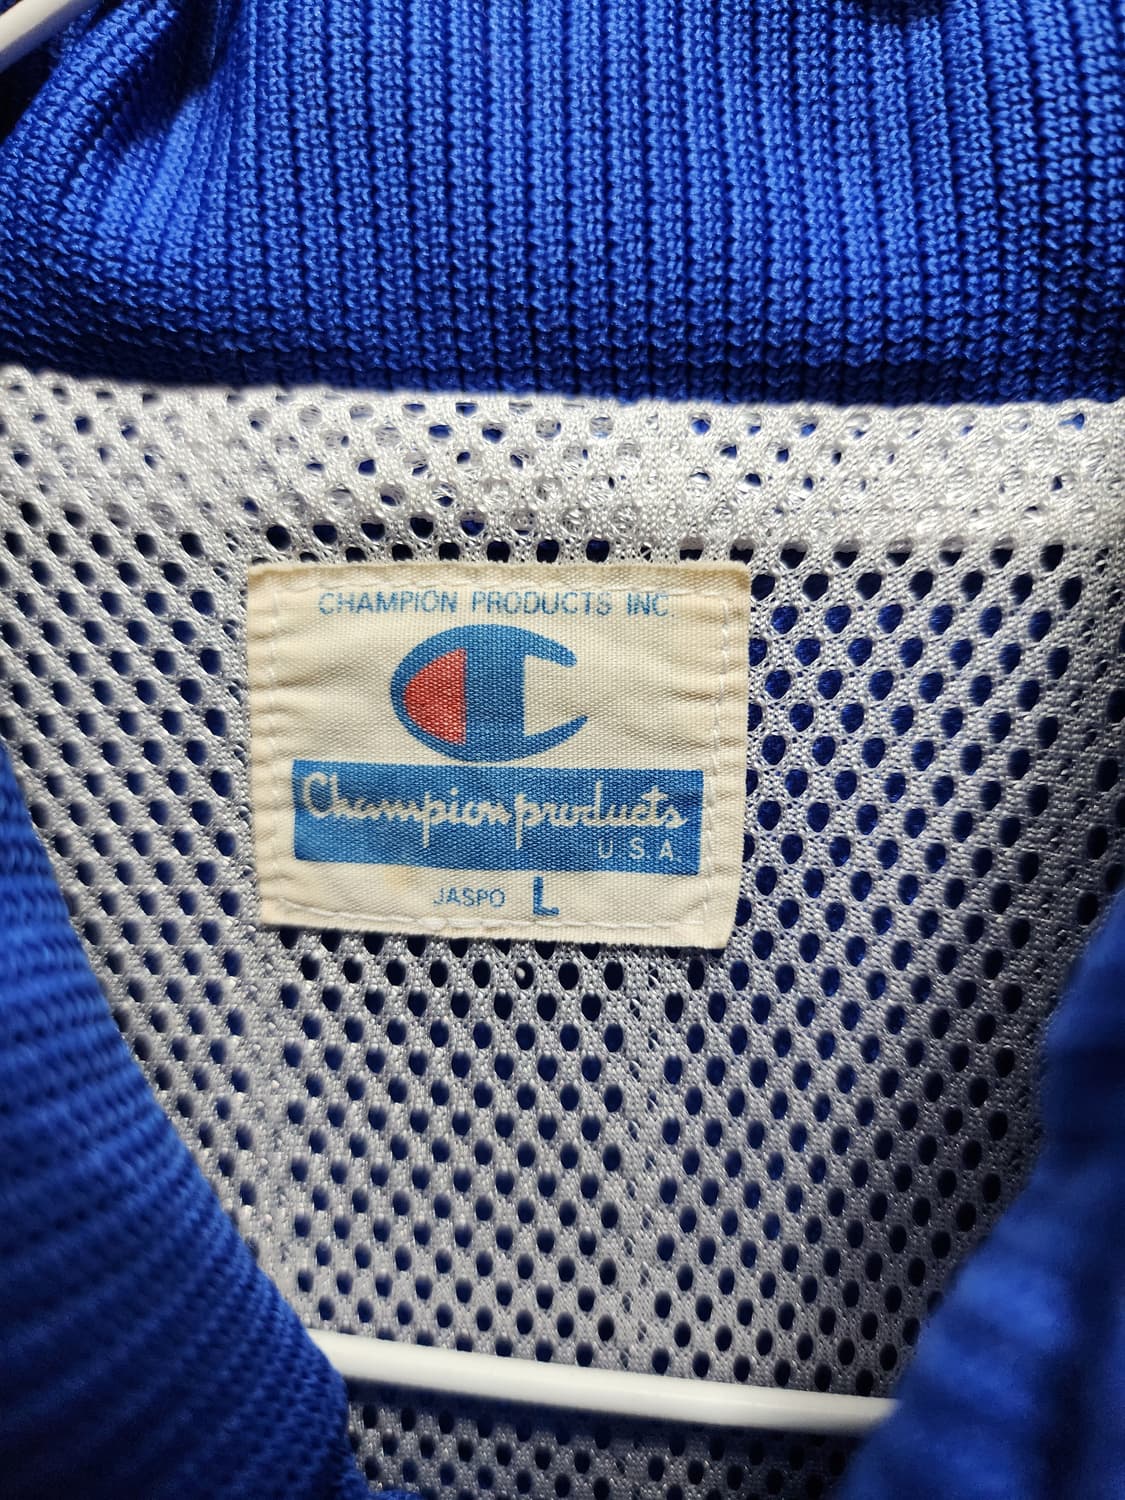 CHAMPION PRODUCTS INC.
Champion products
U.S.A.
JASPO L